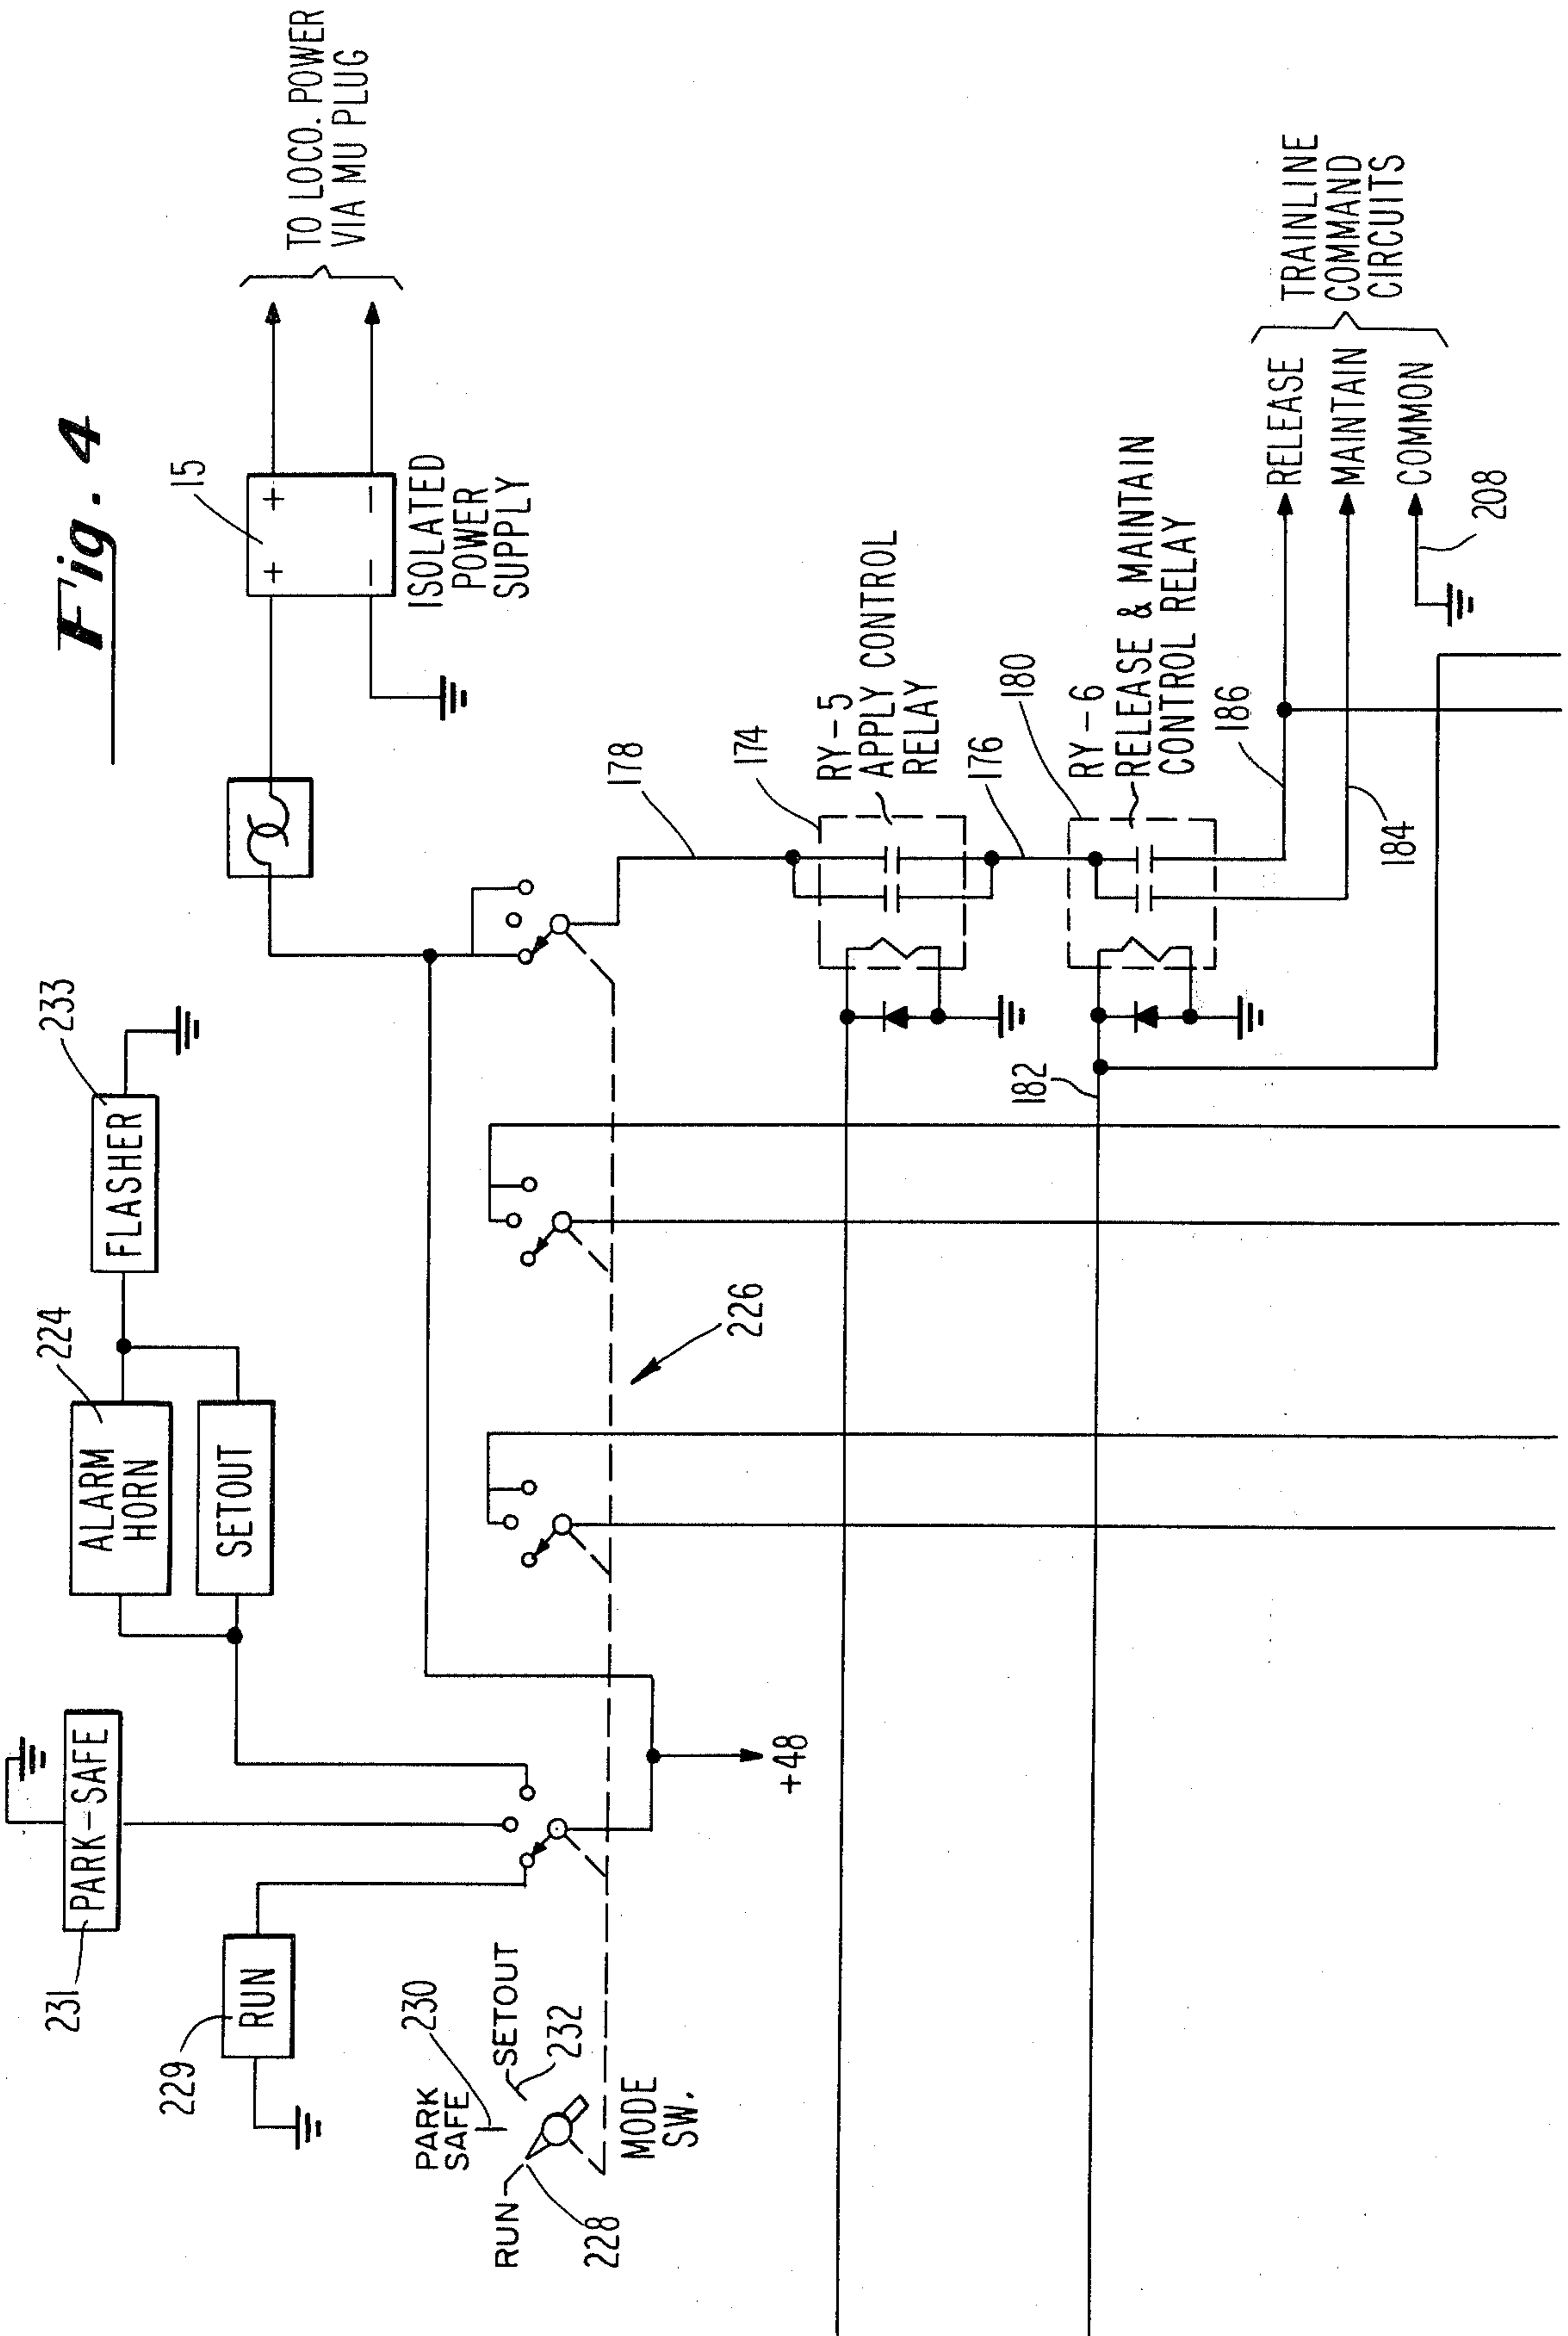 Fig. 4
231
PARK-SAFE
229
RUN
224
ALARM
HORN
SETOUT
233
FLASHER
15
+ +
- -
ISOLATED
POWER
SUPPLY
TO LOCO. POWER
VIA MU PLUG
PARK
SAFE
230
SETOUT
232
RUN
228
MODE
SW.
+48
226
178
174
RY-5
APPLY CONTROL
RELAY
176
180
RY-6
RELEASE & MAINTAIN
CONTROL RELAY
182
186
184
RELEASE
MAINTAIN
COMMON
208
TRAINLINE
COMMAND
CIRCUITS